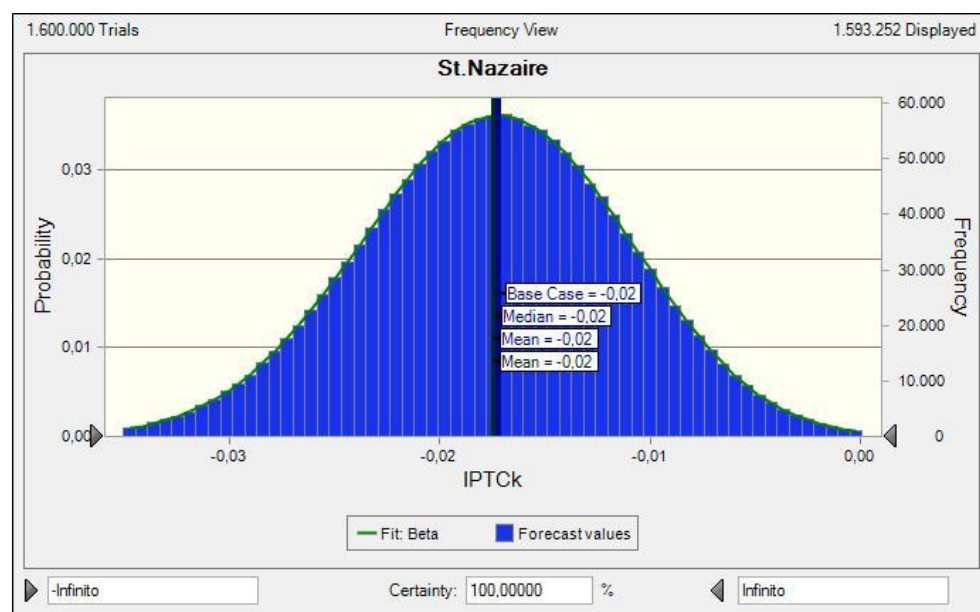 1.600.000 Trials
Frequency View
1.593.252 Displayed
St.Nazaire
Probability
0,03
0,02
0,01
0,00
60.000
50.000
40.000
30.000
20.000
10.000
0
Frequency
Base Case = -0,02
Median = -0,02
Mean = -0,02
Mean = -0,02
-0,03
-0,02
-0,01
0,00
IPTCk
Fit: Beta
Forecast values
-Infinito
Certainty: 100,00000 %
Infinito